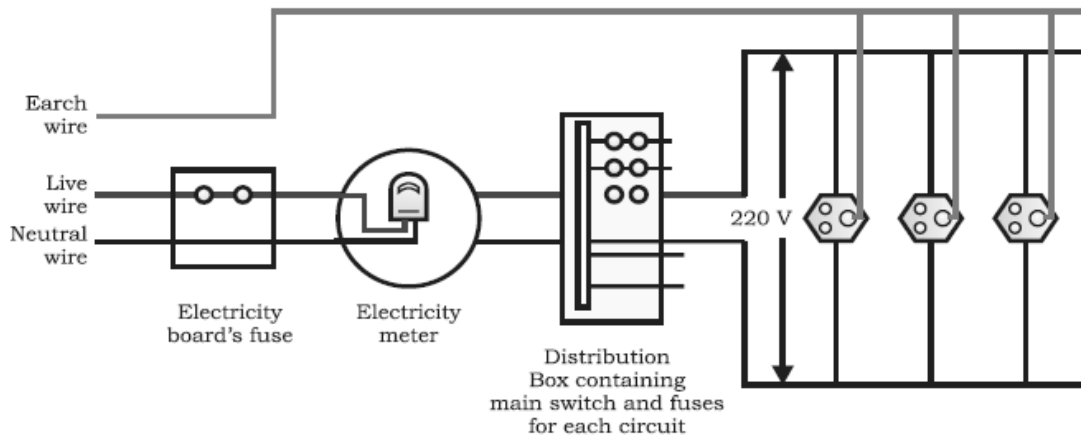 Earch
wire
Live
wire
Neutral
wire
220 V
Electricity
board's fuse
Electricity
meter
Distribution
Box containing
main switch and fuses
for each circuit